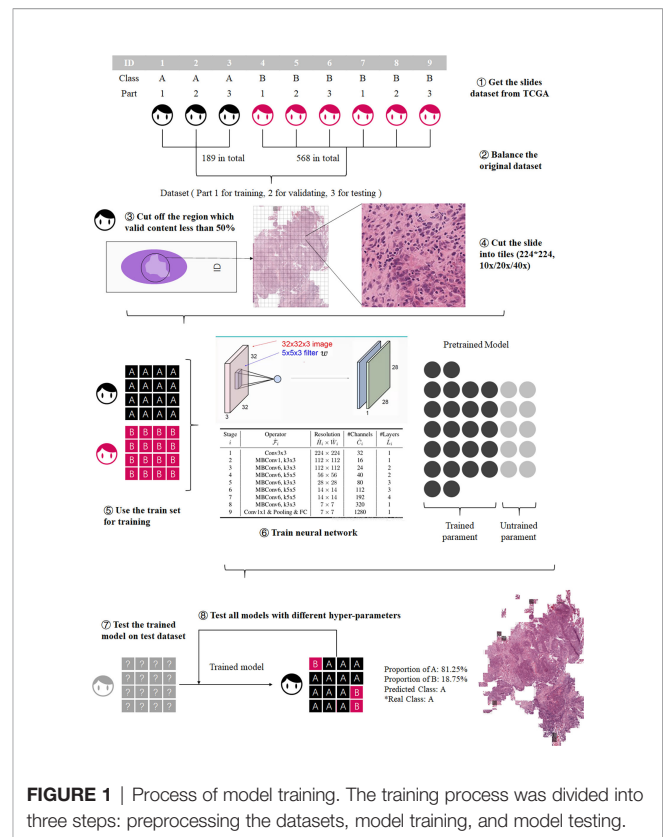 ID 1 2 3 4 5 6 7 8 9
Class A A A B B B B B B
Part 1 2 3 1 2 3 1 2 3
① Get the slides
dataset from TCGA
189 in total
568 in total
② Balance the
original dataset
Dataset ( Part 1 for training, 2 for validating, 3 for testing )
③ Cut off the region which
valid content less than 50%
ID
④ Cut the slide
into tiles (224*224,
10x/20x/40x)
32x32x3 image
5x5x3 filter w
32
32
3
28
28
1
Pretrained Model
A A A A
A A A A
A A A A
A A A A
B B B B
B B B B
B B B B
B B B B
⑤ Use the train set
for training
Stage Operator Resolution #Channels #Layers
i F̂i Ĥi × Ŵi Ĉi L̂i
1 Conv3x3 224 × 224 32 1
2 MBConv1, k3x3 112 × 112 16 1
3 MBConv6, k3x3 112 × 112 24 2
4 MBConv6, k5x5 56 × 56 40 2
5 MBConv6, k3x3 28 × 28 80 3
6 MBConv6, k5x5 14 × 14 112 3
7 MBConv6, k5x5 14 × 14 192 4
8 MBConv6, k3x3 7 × 7 320 1
9 Conv1x1 & Pooling & FC 7 × 7 1280 1
⑥ Train neural network
Trained
parament
Untrained
parament
⑦ Test the trained
model on test dataset
⑧ Test all models with different hyper-parameters
? ? ? ?
? ? ? ?
? ? ? ?
? ? ? ?
Trained model
B A A A
A A A A
A A A B
A A A B
Proportion of A: 81.25%
Proportion of B: 18.75%
Predicted Class: A
*Real Class: A
FIGURE 1 | Process of model training. The training process was divided into
three steps: preprocessing the datasets, model training, and model testing.